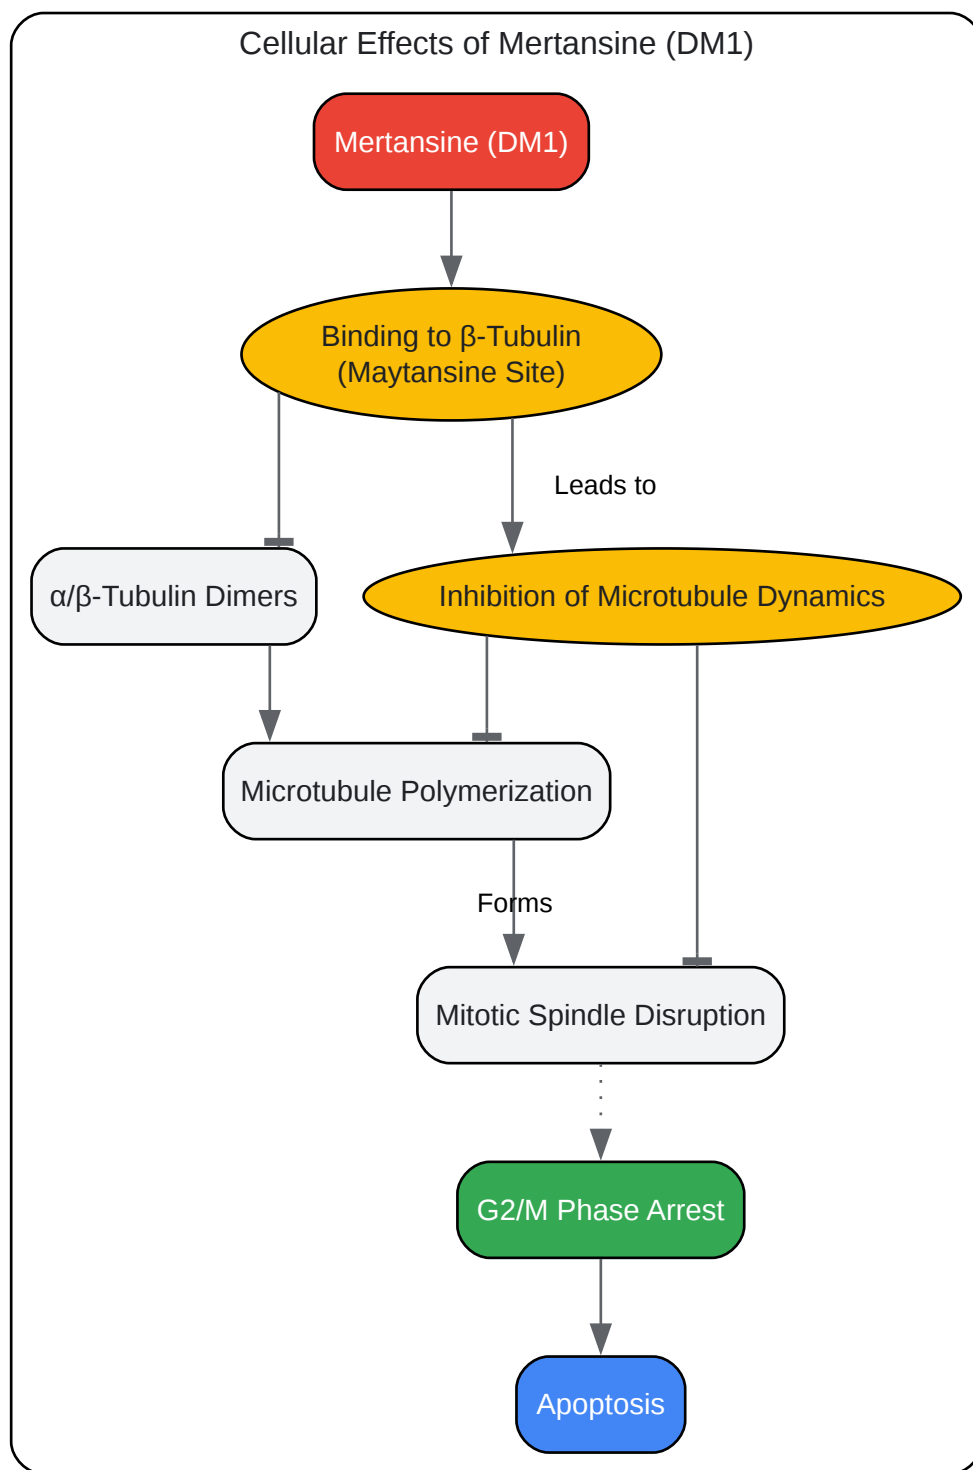 Cellular Effects of Mertansine (DM1)
Mertansine (DM1)
Binding to β-Tubulin
(Maytansine Site)
Leads to
α/β-Tubulin Dimers
Inhibition of Microtubule Dynamics
Microtubule Polymerization
Forms
Mitotic Spindle Disruption
G2/M Phase Arrest
Apoptosis